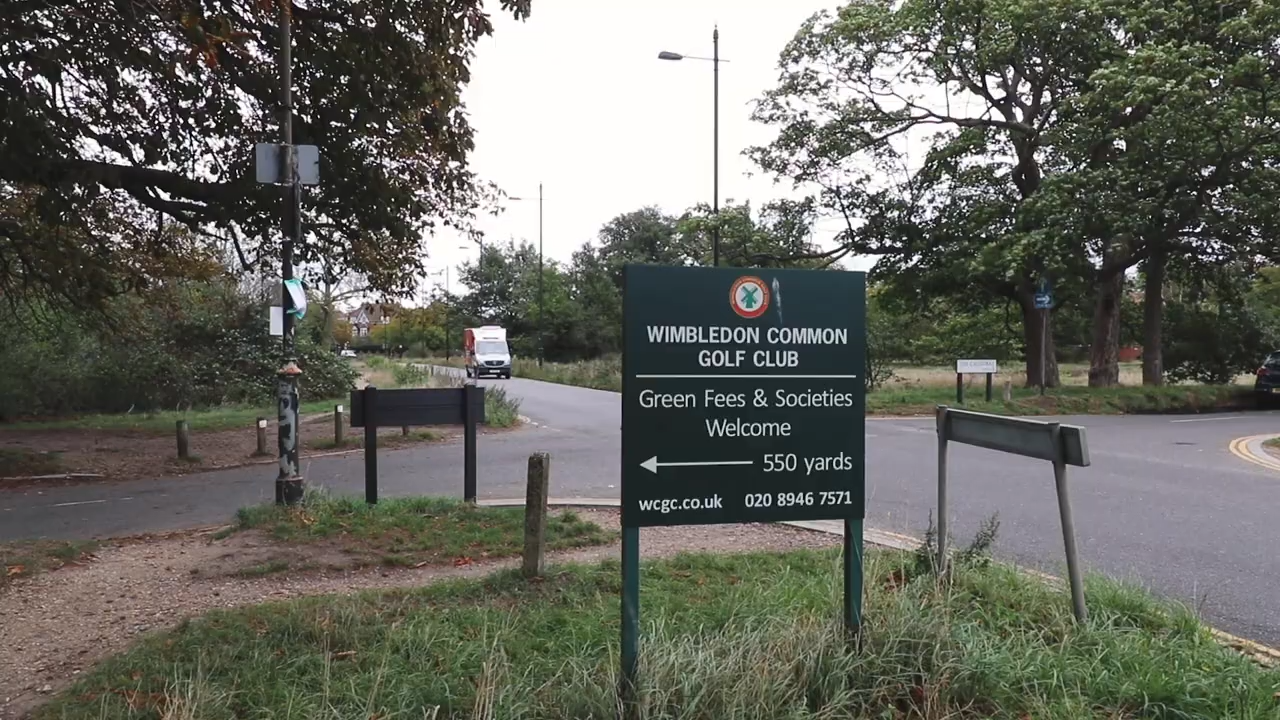 WIMBLEDON COMMON
GOLF CLUB
Green Fees & Societies
Welcome
550 yards
wcgc.co.uk 020 8946 7571